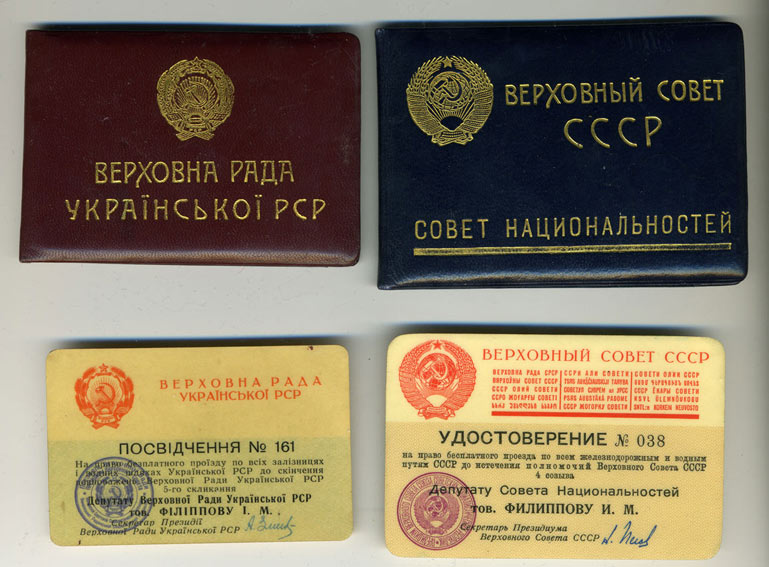 ВЕРХОВНА РАДА
УКРАЇНСЬКОЇ РСР
ВЕРХОВНЫЙ СОВЕТ
СССР
СОВЕТ НАЦИОНАЛЬНОСТЕЙ
ВЕРХОВНА РАДА
УКРАЇНСЬКОЇ РСР
ПОСВІДЧЕННЯ № 161
На право безплатного проїзду по всіх залізницях
і водних шляхах Української РСР до скінчення
повноважень Верховної Ради Української РСР
5-го скликання
Депутату Верховної Ради Української РСР
тов. ФІЛІППОВУ І. М.
Секретар Президії
Верховної Ради Української РСР
ВЕРХОВНЫЙ СОВЕТ СССР
ВЕРХОВНА РАДА СРСР
УДОСТОВЕРЕНИЕ № 038
на право бесплатного проезда по всем железнодорожным и водным
путям СССР до истечения полномочий Верховного Совета СССР
4 созыва
Депутату Совета Национальностей
тов. ФИЛИППОВУ И. М.
Секретарь Президиума
Верховного Совета СССР